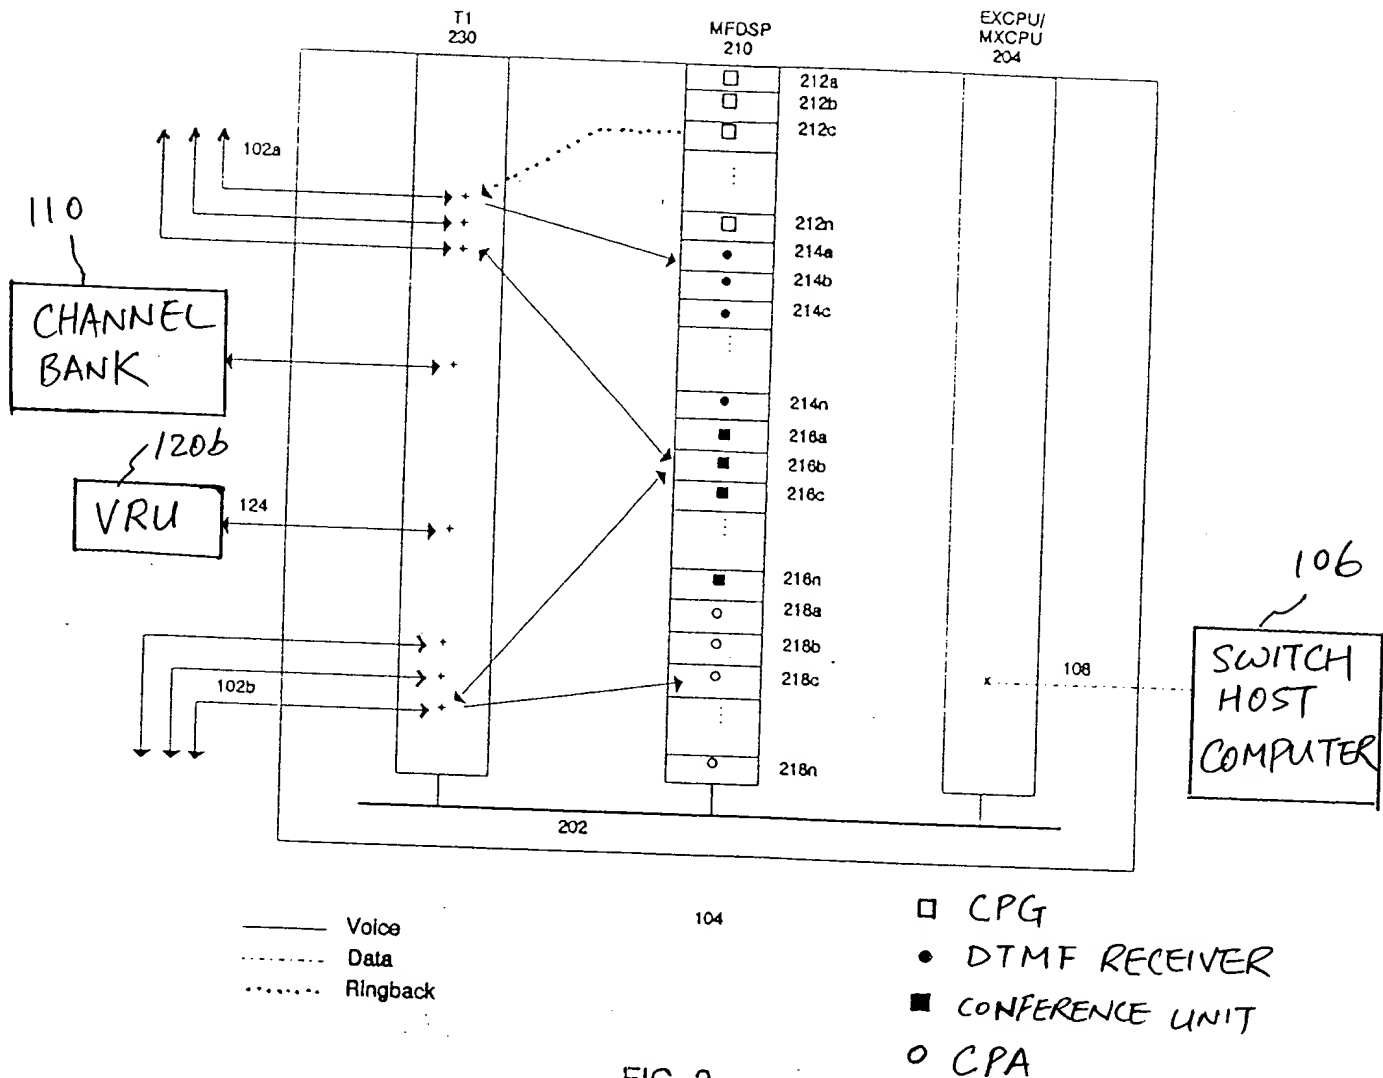 T1
230
MFDSP
210
EXCPU/
MXCPU
204
212a
212b
212c
212n
214a
214b
214c
214n
216a
216b
216c
216n
218a
218b
218c
218n
102a
110
CHANNEL
BANK
120b
VRU
124
102b
106
SWITCH
HOST
COMPUTER
108
202
104
Voice
Data
Ringback
CPG
DTMF RECEIVER
CONFERENCE UNIT
CPA